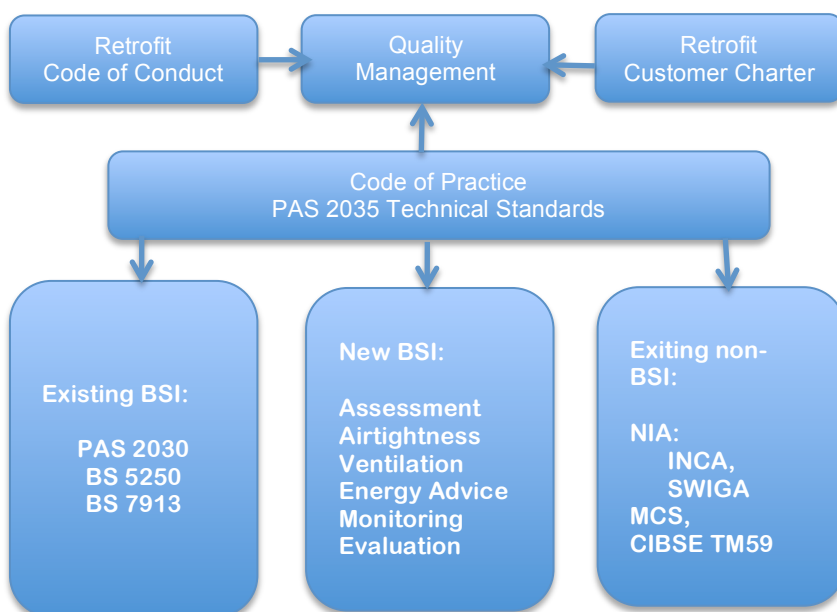 Retrofit
Code of Conduct
Quality
Management
Retrofit
Customer Charter
Code of Practice
PAS 2035 Technical Standards
Existing BSI:
PAS 2030
BS 5250
BS 7913
New BSI:
Assessment
Airtightness
Ventilation
Energy Advice
Monitoring
Evaluation
Exiting non-
BSI:
NIA:
INCA,
SWIGA
MCS,
CIBSE TM59